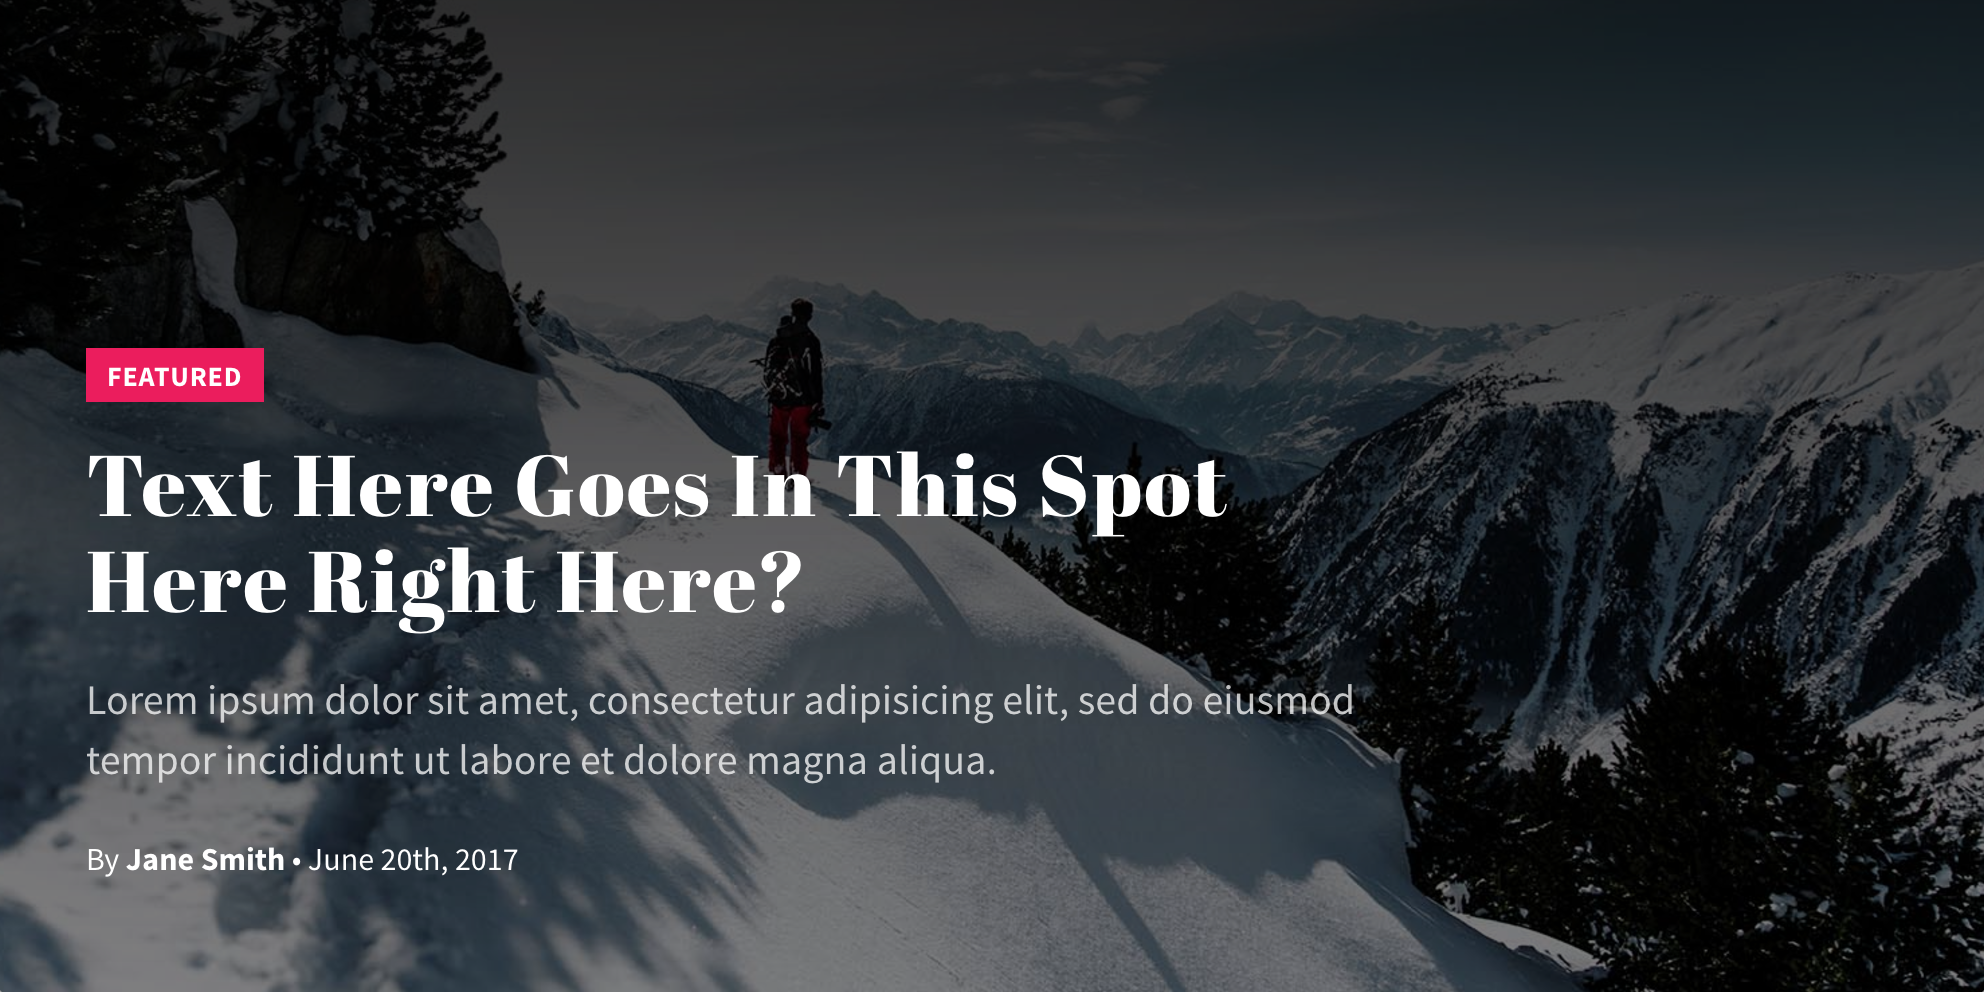 FEATURED
Text Here Goes In This Spot
Here Right Here?
Lorem ipsum dolor sit amet, consectetur adipisicing elit, sed do eiusmod
tempor incididunt ut labore et dolore magna aliqua.
By Jane Smith • June 20th, 2017